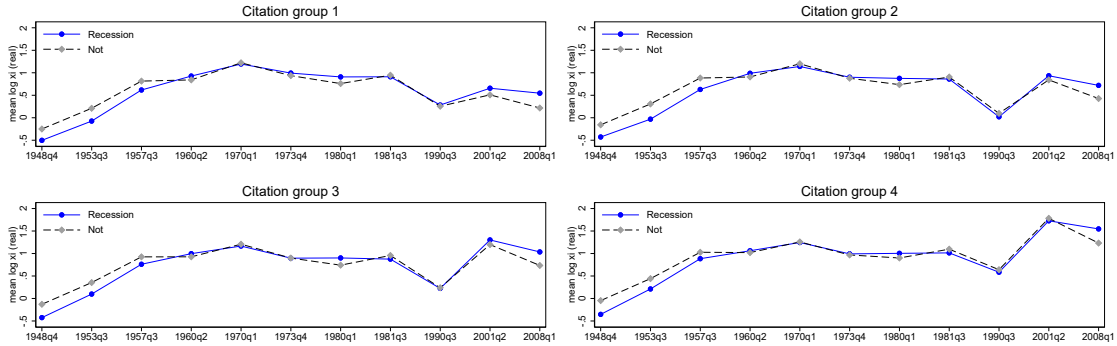 Citation group 1
mean log xi (real)
2
1.5
1
.5
0
-.5
Recession
Not
1948q4 1953q3 1957q3 1960q2 1970q1 1973q4 1980q1 1981q3 1990q3 2001q2 2008q1
Citation group 2
mean log xi (real)
2
1.5
1
.5
0
-.5
Recession
Not
1948q4 1953q3 1957q3 1960q2 1970q1 1973q4 1980q1 1981q3 1990q3 2001q2 2008q1
Citation group 3
mean log xi (real)
2
1.5
1
.5
0
-.5
Recession
Not
1948q4 1953q3 1957q3 1960q2 1970q1 1973q4 1980q1 1981q3 1990q3 2001q2 2008q1
Citation group 4
mean log xi (real)
2
1.5
1
.5
0
-.5
Recession
Not
1948q4 1953q3 1957q3 1960q2 1970q1 1973q4 1980q1 1981q3 1990q3 2001q2 2008q1